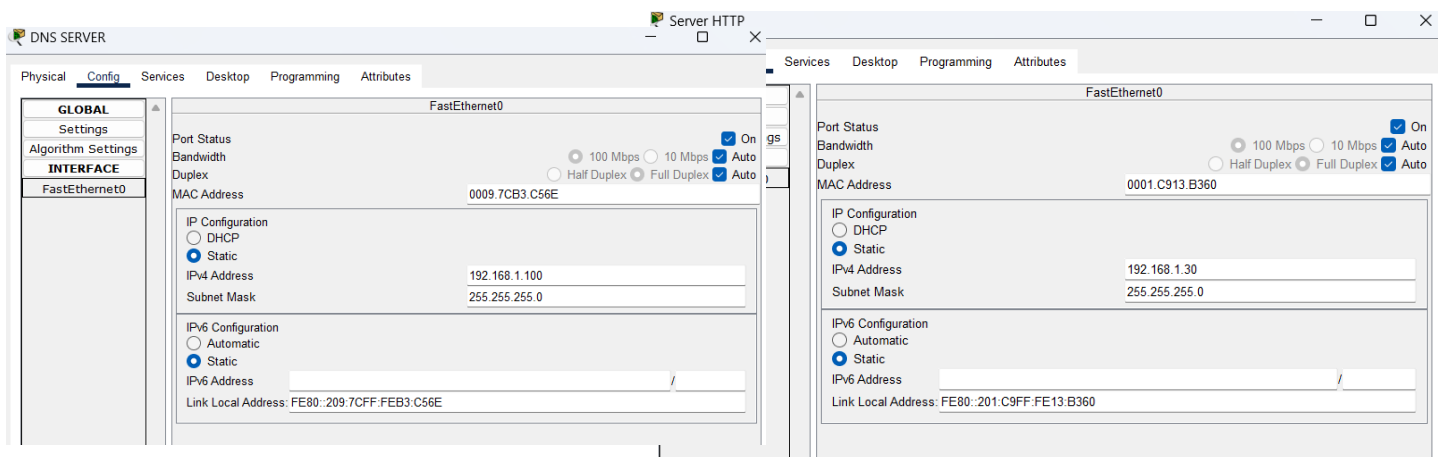 DNS SERVER
Physical Config Services Desktop Programming Attributes
GLOBAL
Settings
Algorithm Settings
INTERFACE
FastEthernet0
FastEthernet0
Port Status On
Bandwidth 100 Mbps 10 Mbps Auto
Duplex Half Duplex Full Duplex Auto
MAC Address 0009.7CB3.C56E
IP Configuration
DHCP
Static
IPv4 Address 192.168.1.100
Subnet Mask 255.255.255.0
IPv6 Configuration
Automatic
Static
IPv6 Address /
Link Local Address: FE80::209:7CFF:FEB3:C56E
Server HTTP
Services Desktop Programming Attributes
gs
FastEthernet0
Port Status On
Bandwidth 100 Mbps 10 Mbps Auto
Duplex Half Duplex Full Duplex Auto
MAC Address 0001.C913.B360
IP Configuration
DHCP
Static
IPv4 Address 192.168.1.30
Subnet Mask 255.255.255.0
IPv6 Configuration
Automatic
Static
IPv6 Address /
Link Local Address: FE80::201:C9FF:FE13:B360